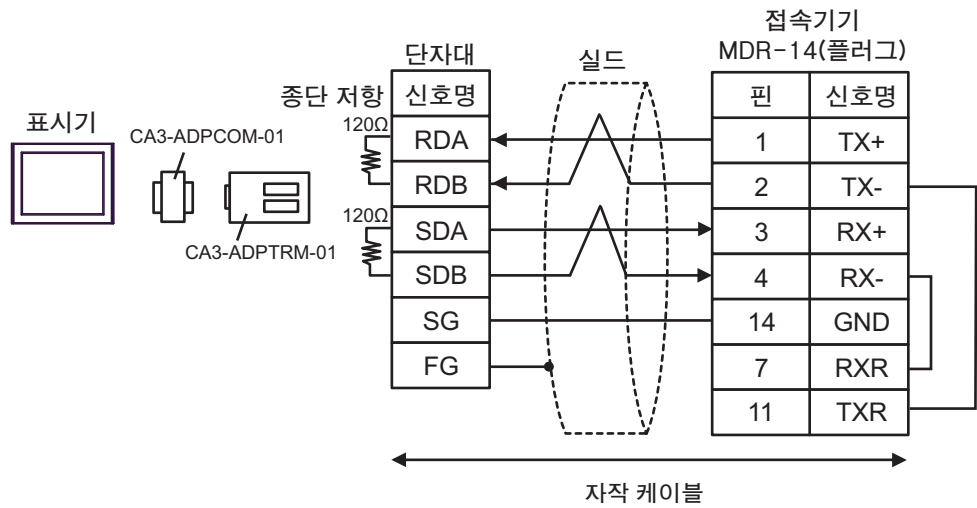 접속기기
MDR-14(플러그)
단자대
실드
종단 저항
신호명
핀
신호명
표시기
CA3-ADPCOM-01
CA3-ADPTRM-01
120Ω
RDA
1
TX+
RDB
2
TX-
120Ω
SDA
3
RX+
SDB
4
RX-
SG
14
GND
FG
7
RXR
11
TXR
자작 케이블